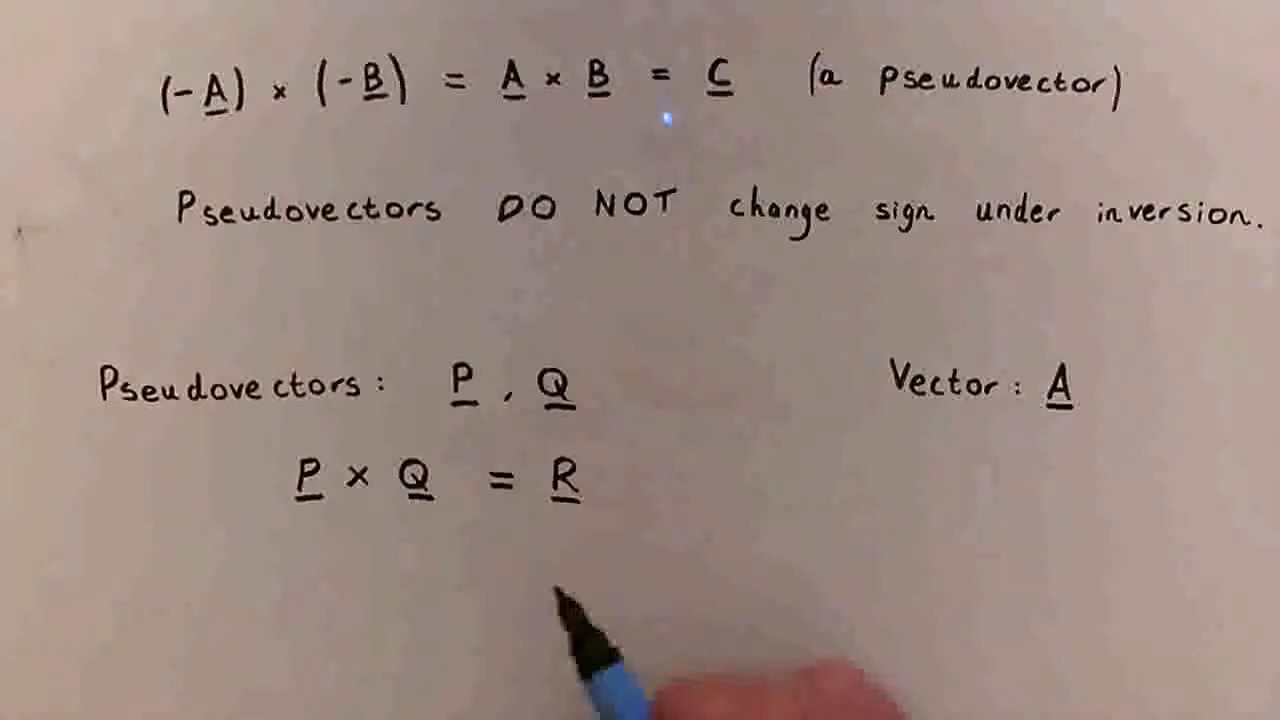 (-A) × (-B) = A × B = C (a pseudovector)
Pseudovectors DO NOT change sign under inversion.
Pseudovectors: P, Q Vector: A
P × Q = R